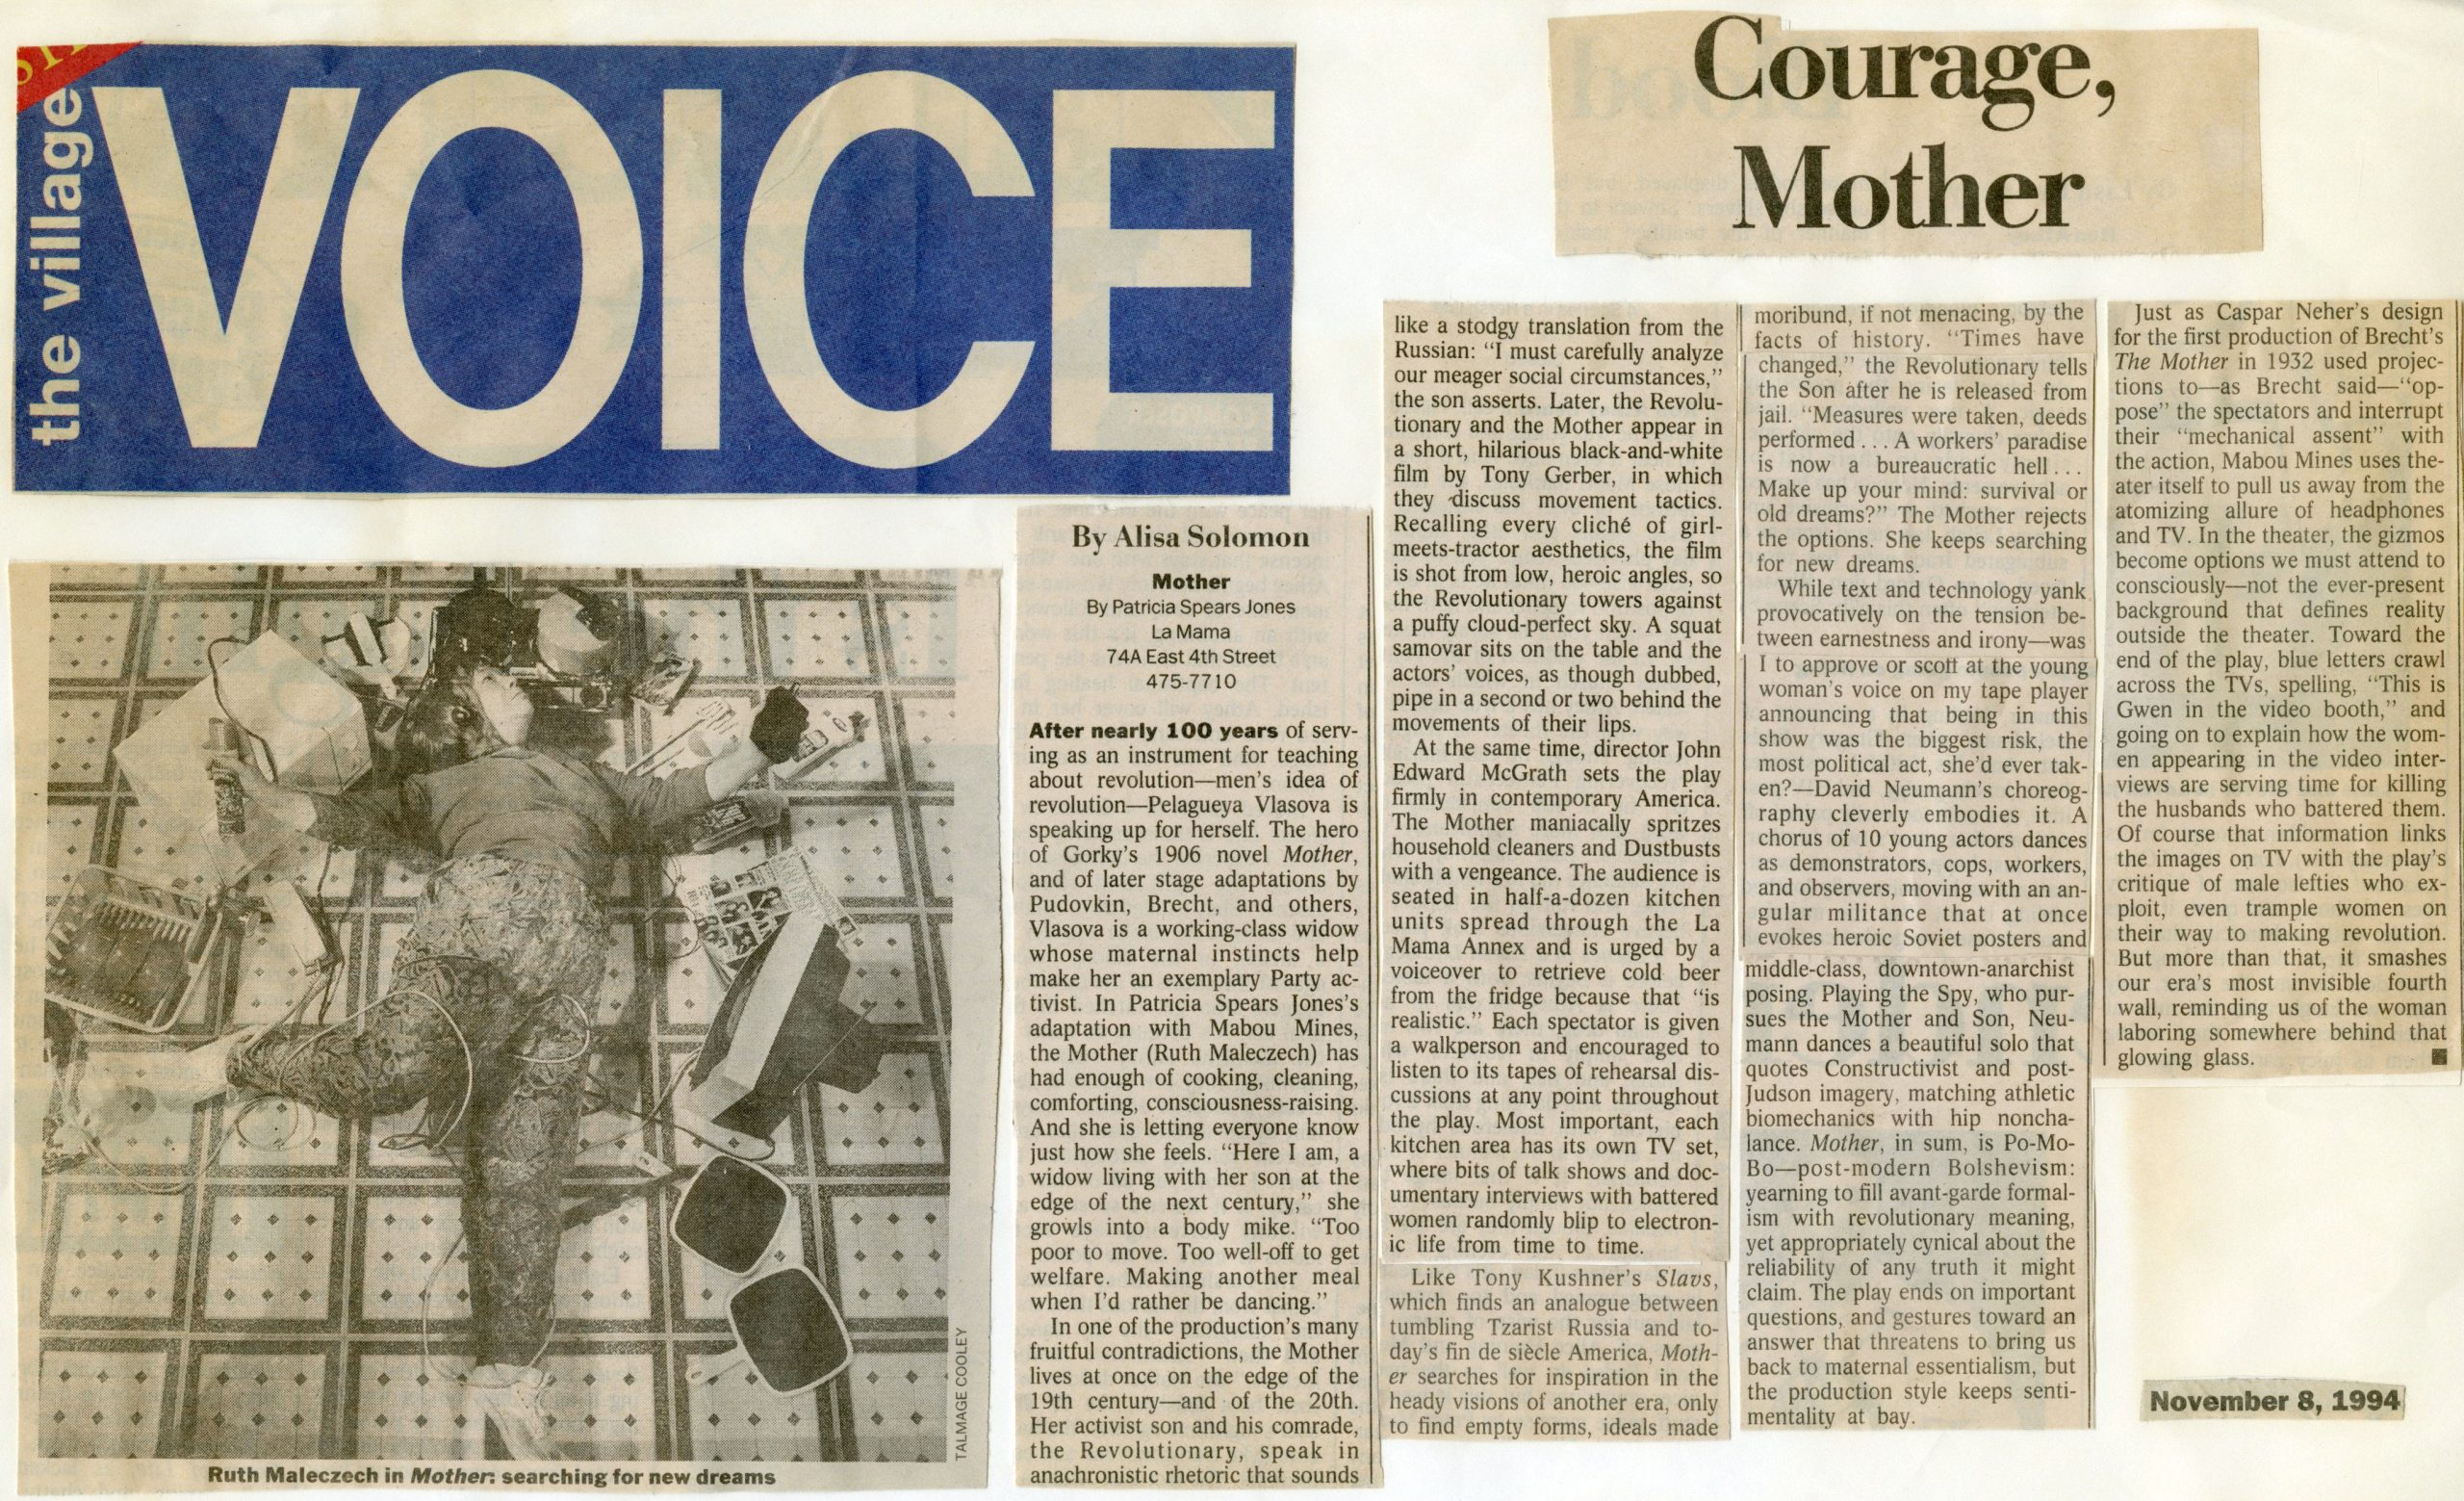 the village
VOICE
Courage,
Mother
By Alisa Solomon
Mother
By Patricia Spears Jones
La Mama
74A East 4th Street
475-7710
After nearly 100 years of serv-
ing as an instrument for teaching
about revolution—men's idea of
revolution—Pelagueya Vlasova is
speaking up for herself. The hero
of Gorky's 1906 novel Mother,
and of later stage adaptations by
Pudovkin, Brecht, and others,
Vlasova is a working-class widow
whose maternal instincts help
make her an exemplary Party ac-
tivist. In Patricia Spears Jones's
adaptation with Mabou Mines,
the Mother (Ruth Maleczech) has
had enough of cooking, cleaning,
comforting, consciousness-raising.
And she is letting everyone know
just how she feels. "Here I am, a
widow living with her son at the
edge of the next century," she
growls into a body mike. "Too
poor to move. Too well-off to get
welfare. Making another meal
when I'd rather be dancing."
In one of the production's many
fruitful contradictions, the Mother
lives at once on the edge of the
19th century—and of the 20th.
Her activist son and his comrade,
the Revolutionary, speak in
anachronistic rhetoric that sounds
like a stodgy translation from the
Russian: "I must carefully analyze
our meager social circumstances,"
the son asserts. Later, the Revolu-
tionary and the Mother appear in
a short, hilarious black-and-white
film by Tony Gerber, in which
they discuss movement tactics.
Recalling every cliché of girl-
meets-tractor aesthetics, the film
is shot from low, heroic angles, so
the Revolutionary towers against
a puffy cloud-perfect sky. A squat
samovar sits on the table and the
actors' voices, as though dubbed,
pipe in a second or two behind the
movements of their lips.
At the same time, director John
Edward McGrath sets the play
firmly in contemporary America.
The Mother maniacally spritzes
household cleaners and Dustbusts
with a vengeance. The audience is
seated in half-a-dozen kitchen
units spread through the La
Mama Annex and is urged by a
voiceover to retrieve cold beer
from the fridge because that "is
realistic." Each spectator is given
a walkperson and encouraged to
listen to its tapes of rehearsal dis-
cussions at any point throughout
the play. Most important, each
kitchen area has its own TV set,
where bits of talk shows and doc-
umentary interviews with battered
women randomly blip to electron-
ic life from time to time.
Like Tony Kushner's Slavs,
which finds an analogue between
tumbling Tzarist Russia and to-
day's fin de siècle America, Moth-
er searches for inspiration in the
heady visions of another era, only
to find empty forms, ideals made
moribund, if not menacing, by the
facts of history. "Times have
changed," the Revolutionary tells
the Son after he is released from
jail. "Measures were taken, deeds
performed . . . A workers' paradise
is now a bureaucratic hell . . .
Make up your mind: survival or
old dreams?" The Mother rejects
the options. She keeps searching
for new dreams.
While text and technology yank
provocatively on the tension be-
tween earnestness and irony—was
I to approve or scoff at the young
woman's voice on my tape player
announcing that being in this
show was the biggest risk, the
most political act, she'd ever tak-
en?—David Neumann's choreog-
raphy cleverly embodies it. A
chorus of 10 young actors dances
as demonstrators, cops, workers,
and observers, moving with an an-
gular militance that at once
evokes heroic Soviet posters and
middle-class, downtown-anarchist
posing. Playing the Spy, who pur-
sues the Mother and Son, Neu-
mann dances a beautiful solo that
quotes Constructivist and post-
Judson imagery, matching athletic
biomechanics with hip noncha-
lance. Mother, in sum, is Po-Mo-
Bo—post-modern Bolshevism:
yearning to fill avant-garde formal-
ism with revolutionary meaning,
yet appropriately cynical about the
reliability of any truth it might
claim. The play ends on important
questions, and gestures toward an
answer that threatens to bring us
back to maternal essentialism, but
the production style keeps senti-
mentality at bay.
Just as Caspar Neher's design
for the first production of Brecht's
The Mother in 1932 used projec-
tions to—as Brecht said—"op-
pose" the spectators and interrupt
their "mechanical assent" with
the action, Mabou Mines uses the-
ater itself to pull us away from the
atomizing allure of headphones
and TV. In the theater, the gizmos
become options we must attend to
consciously—not the ever-present
background that defines reality
outside the theater. Toward the
end of the play, blue letters crawl
across the TVs, spelling, "This is
Gwen in the video booth," and
going on to explain how the wom-
en appearing in the video inter-
views are serving time for killing
the husbands who battered them.
Of course that information links
the images on TV with the play's
critique of male lefties who ex-
ploit, even trample women on
their way to making revolution.
But more than that, it smashes
our era's most invisible fourth
wall, reminding us of the woman
laboring somewhere behind that
glowing glass.
TALMAGE COOLEY
Ruth Maleczech in Mother: searching for new dreams
November 8, 1994